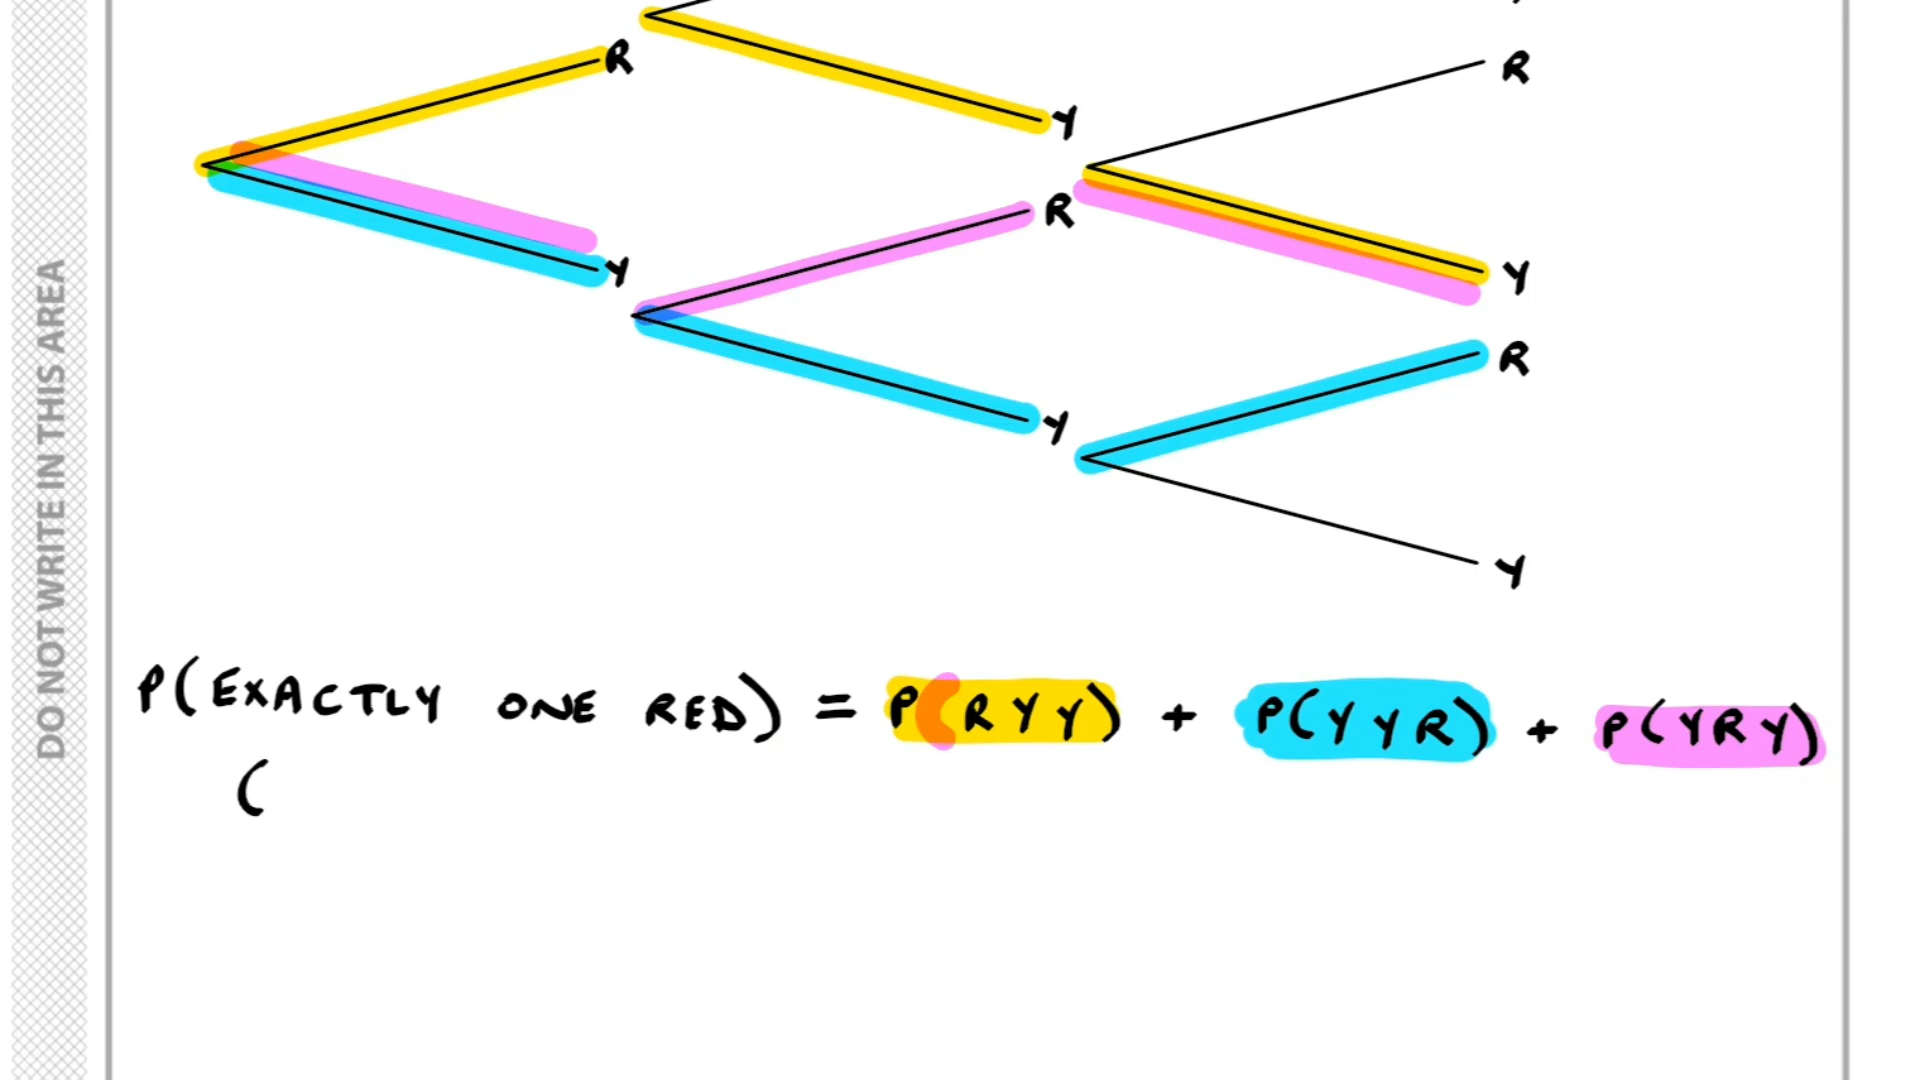 R
R
Y
R
Y
Y
R
Y
Y
P(EXACTLY ONE RED) = P(RYY) + P(YYR) + P(YRY)
(
DO NOT WRITE IN THIS AREA